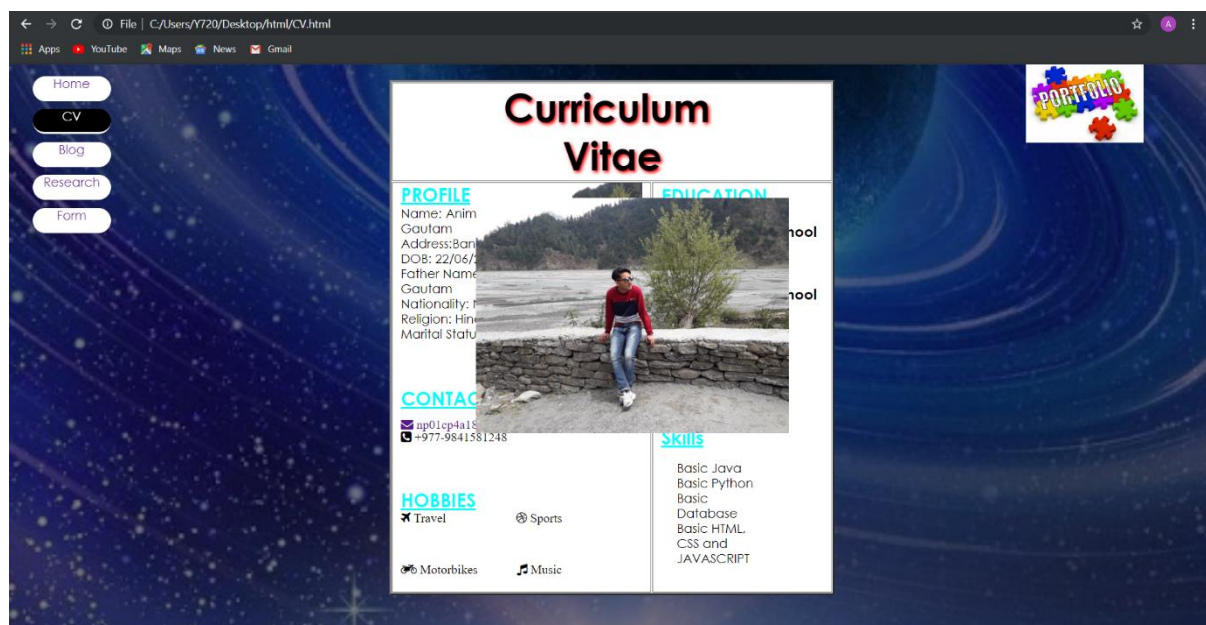 File | C:/Users/Y720/Desktop/html/CV.html
A
Apps YouTube Maps News Gmail
Home
CV
Blog
Research
Form
PORTFOLIO
Curriculum
Vitae
PROFILE
Name: Anim
Gautam
Address:Ban
DOB: 22/06/
Father Name
Gautam
Nationality:
Religion: Hin
Marital Statu
CONTAC
np01cp4a18
+977-9841581248
HOBBIES
Travel Sports
Motorbikes Music
EDUCATION
hool
hool
Skills
Basic Java
Basic Python
Basic
Database
Basic HTML,
CSS and
JAVASCRIPT